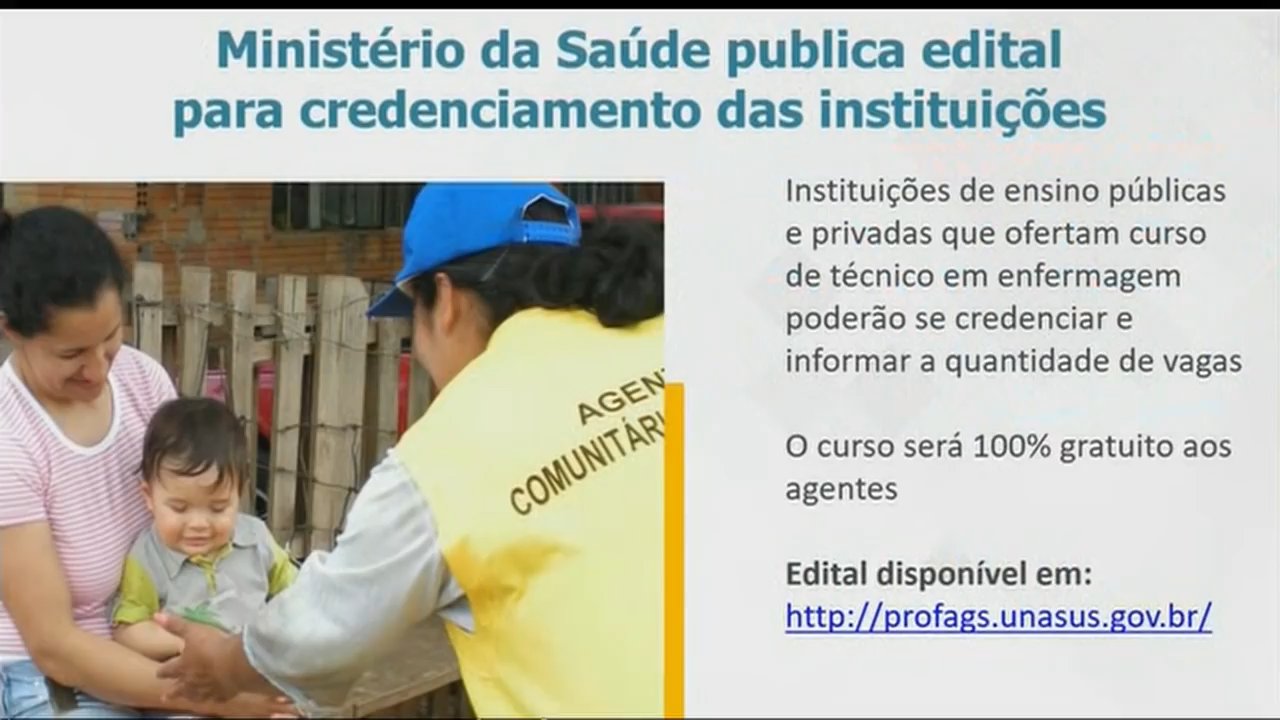 Ministério da Saúde publica edital
para credenciamento das instituições
Instituições de ensino públicas
e privadas que ofertam curso
de técnico em enfermagem
poderão se credenciar e
informar a quantidade de vagas
O curso será 100% gratuito aos
agentes
Edital disponível em:
http://profags.unasus.gov.br/
AGEN
COMUNITÁRI